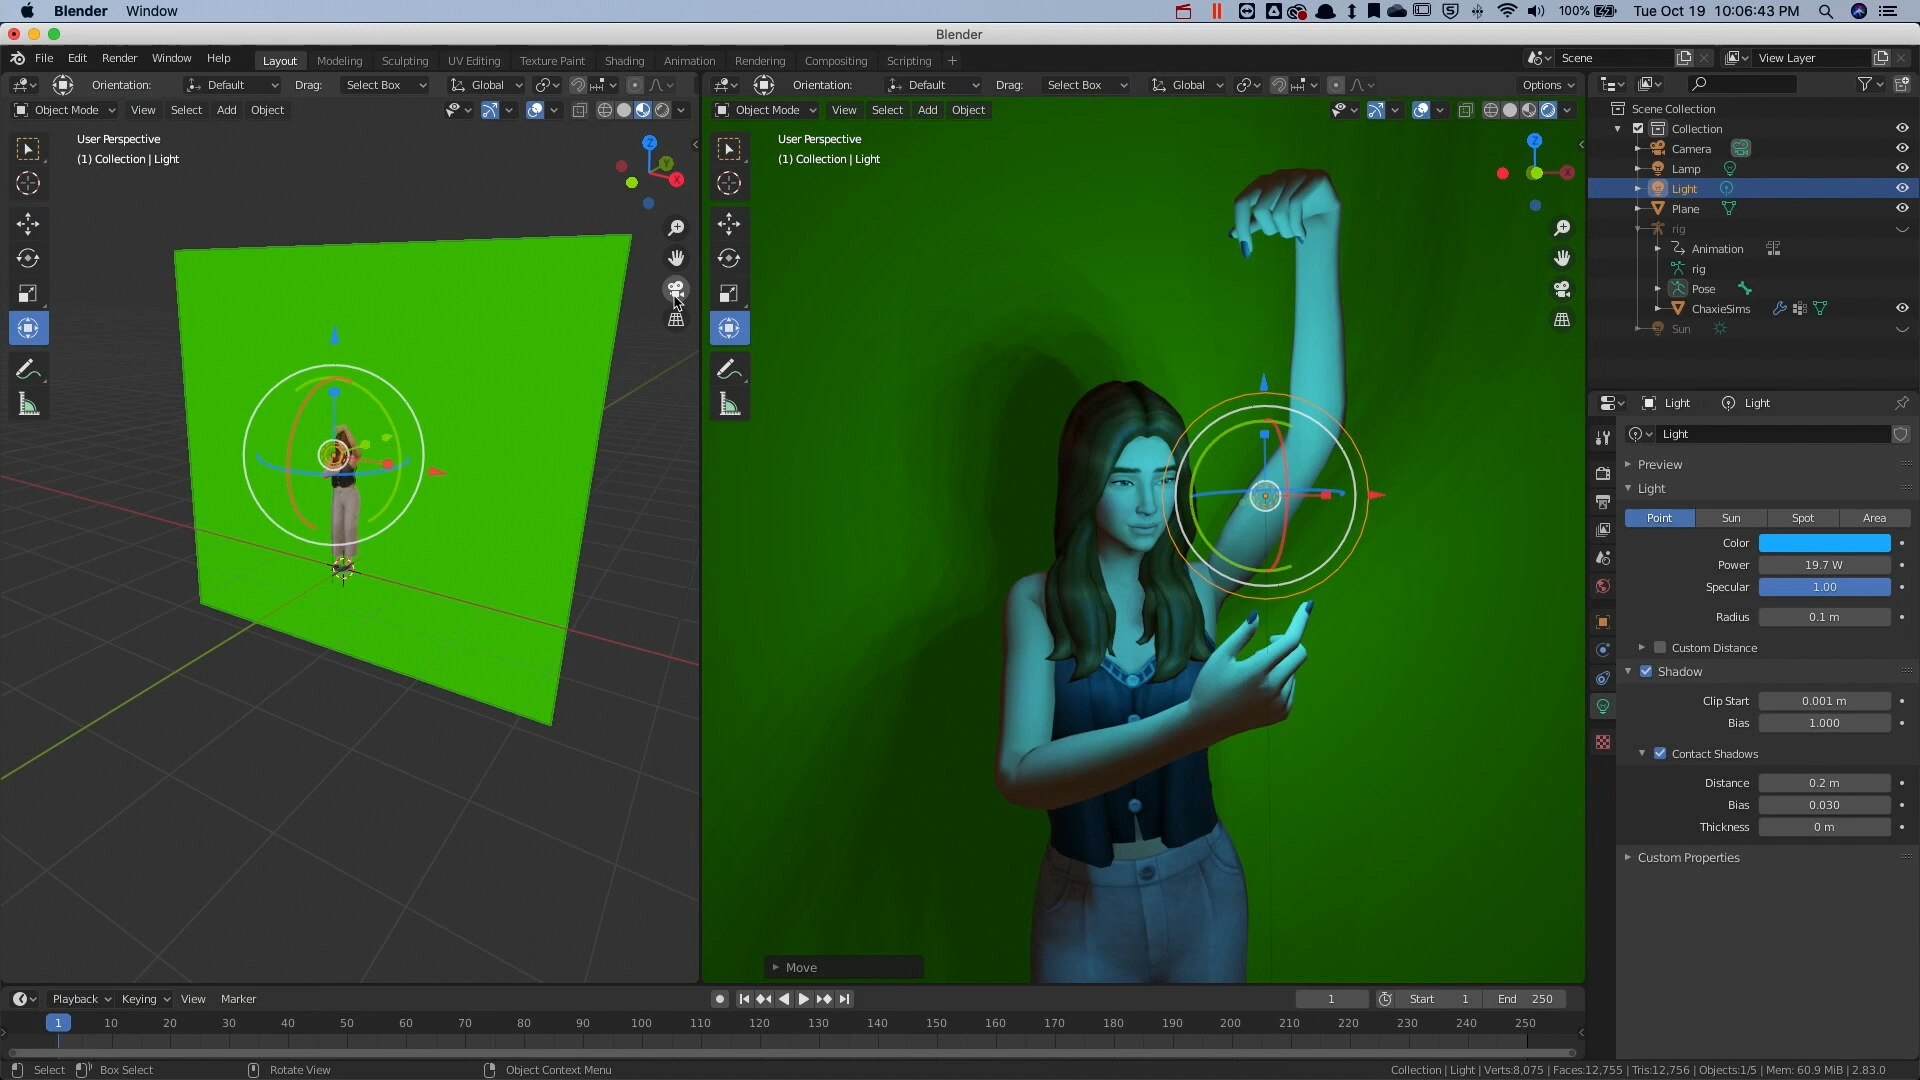 Blender Window 100% Tue Oct 19 10:06:43 PM
Blender
File Edit Render Window Help Layout Modeling Sculpting UV Editing Texture Paint Shading Animation Rendering Compositing Scripting + Scene View Layer
Orientation: Default Drag: Select Box Global Orientation: Default Drag: Select Box Global Options
Object Mode View Select Add Object Object Mode View Select Add Object
User Perspective
(1) Collection | Light
Z
Y
X
User Perspective
(1) Collection | Light
Z
X
Scene Collection
Collection
Camera
Lamp
Light
Plane
rig
Animation
rig
Pose
ChaxieSims
Sun
Light Light
Light
Preview
Light
Point Sun Spot Area
Color
Power 19.7 W
Specular 1.00
Radius 0.1 m
Custom Distance
Shadow
Clip Start 0.001 m
Bias 1.000
Contact Shadows
Distance 0.2 m
Bias 0.030
Thickness 0 m
Custom Properties
Move
Playback Keying View Marker 1 Start 1 End 250
1 10 20 30 40 50 60 70 80 90 100 110 120 130 140 150 160 170 180 190 200 210 220 230 240 250
Select Box Select Rotate View Object Context Menu Collection | Light | Verts:8,075 | Faces:12,755 | Tris:12,756 | Objects:1/5 | Mem: 60.9 MiB | 2.83.0